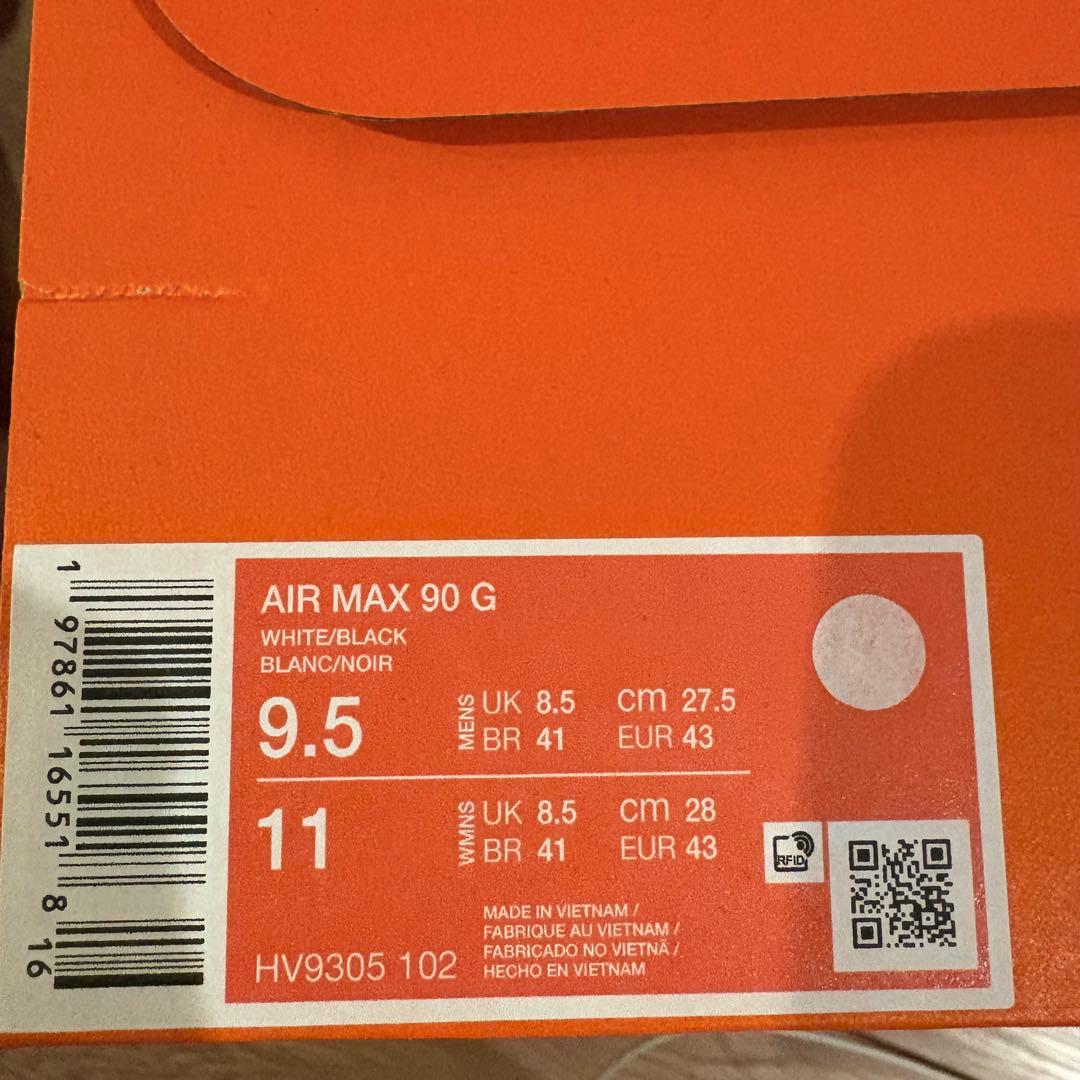 AIR MAX 90 G
WHITE/BLACK
BLANC/NOIR
9.5
MENS
UK 8.5 cm 27.5
BR 41 EUR 43
11
WMNS
UK 8.5 cm 28
BR 41 EUR 43
RFID
MADE IN VIETNAM /
FABRIQUE AU VIETNAM /
FABRICADO NO VIETNÃ /
HECHO EN VIETNAM
HV9305 102
1 97861 16551 8 16